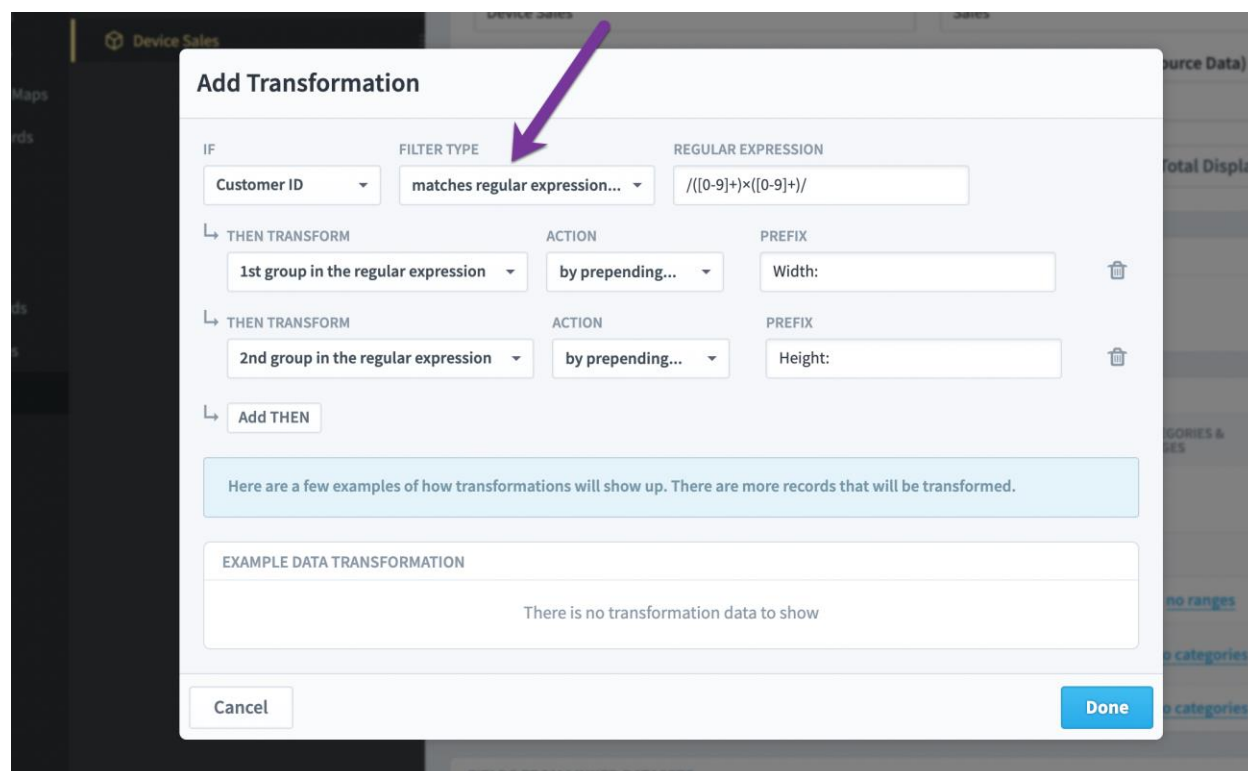 Device Sales
Sales
Device Sales
Maps
Add Transformation
IF
FILTER TYPE
REGULAR EXPRESSION
Customer ID
matches regular expression...
/([0-9]+)×([0-9]+)/
THEN TRANSFORM
ACTION
PREFIX
1st group in the regular expression
by prepending...
Width:
THEN TRANSFORM
ACTION
PREFIX
2nd group in the regular expression
by prepending...
Height:
Add THEN
Here are a few examples of how transformations will show up. There are more records that will be transformed.
EXAMPLE DATA TRANSFORMATION
There is no transformation data to show
Cancel
Done
Data)
Total
no ranges
categories
categories